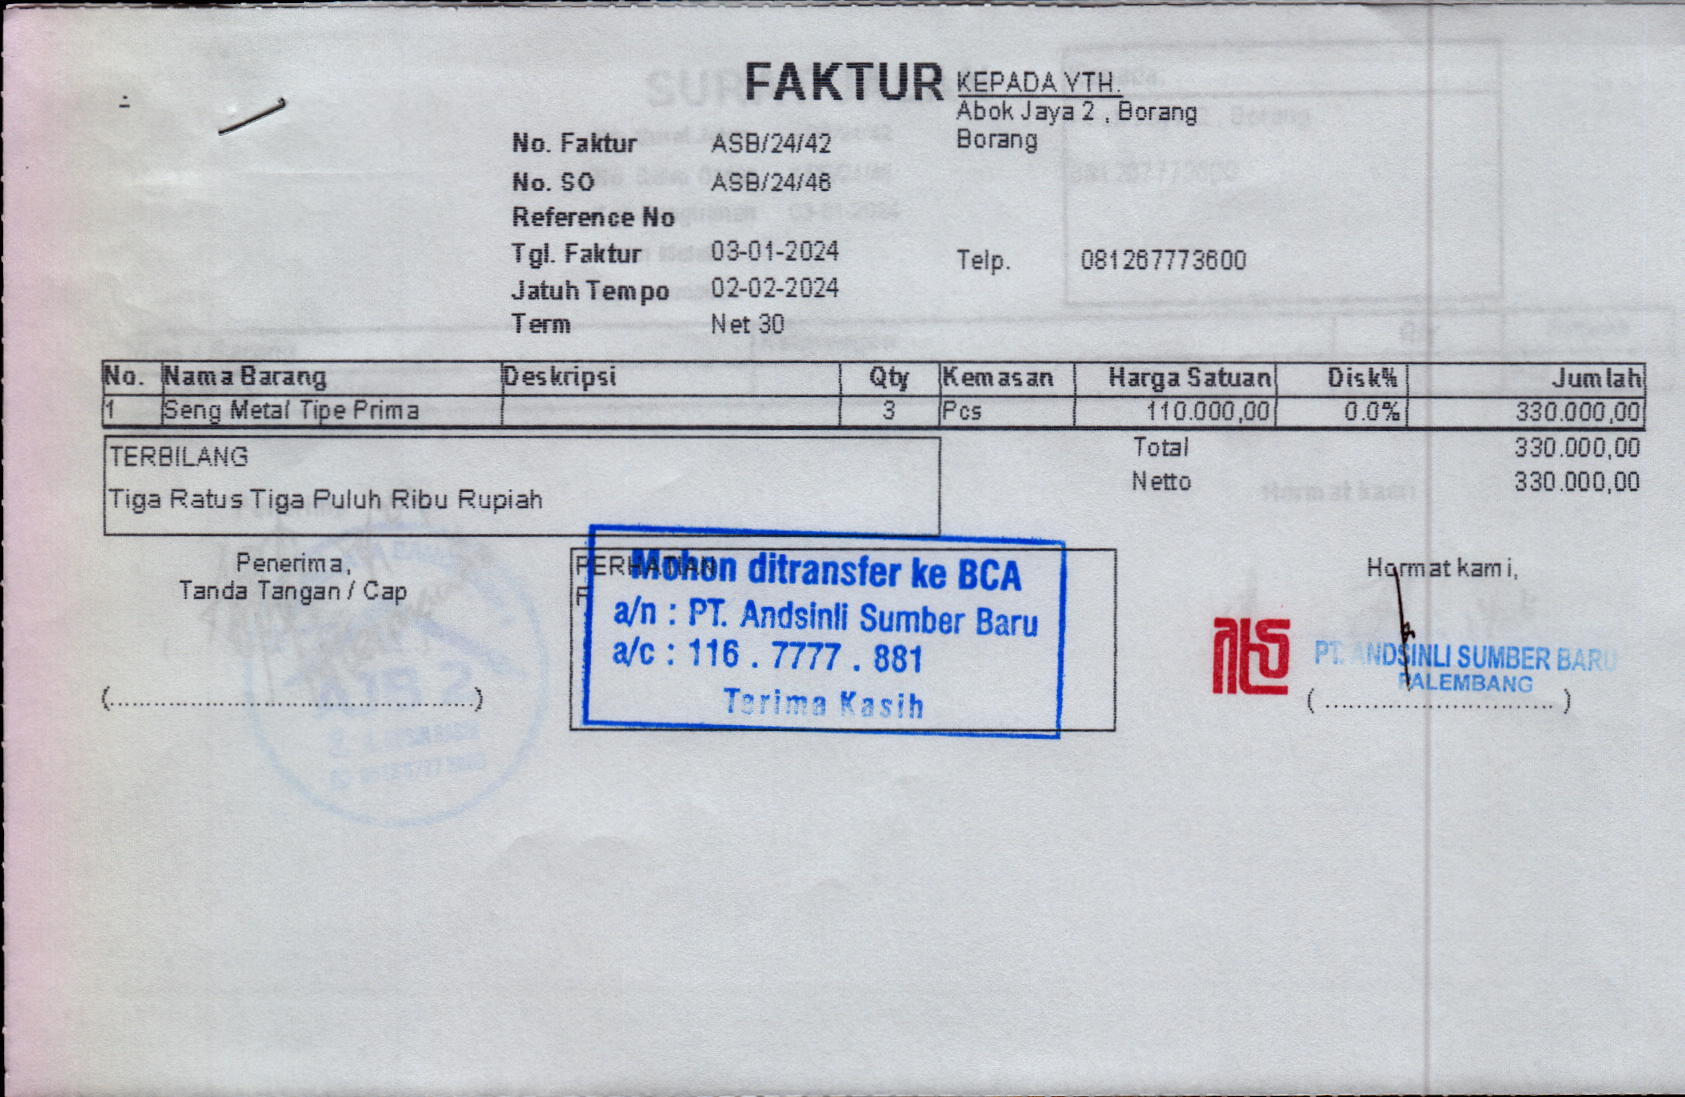 FAKTUR
KEPADA YTH.
Abok Jaya 2 , Borang
Borang
No. Faktur ASB/24/42
No. SO ASB/24/46
Reference No
Tgl. Faktur 03-01-2024
Telp. 081267773600
Jatuh Tempo 02-02-2024
Term Net 30
No. Nama Barang Deskripsi Qty Kemasan Harga Satuan Disk% Jumlah
1 Seng Metal Tipe Prima 3 Pcs 110.000,00 0.0% 330.000,00
TERBILANG
Total 330.000,00
Tiga Ratus Tiga Puluh Ribu Rupiah
Netto 330.000,00
Penerima,
Tanda Tangan / Cap
(....................................................)
PERHATIAN
Mohon ditransfer ke BCA
a/n : PT. Andsinli Sumber Baru
a/c : 116 . 7777 . 881
Terima Kasih
Hormat kami,
PT. ANDSINLI SUMBER BARU
PALEMBANG
(............................)